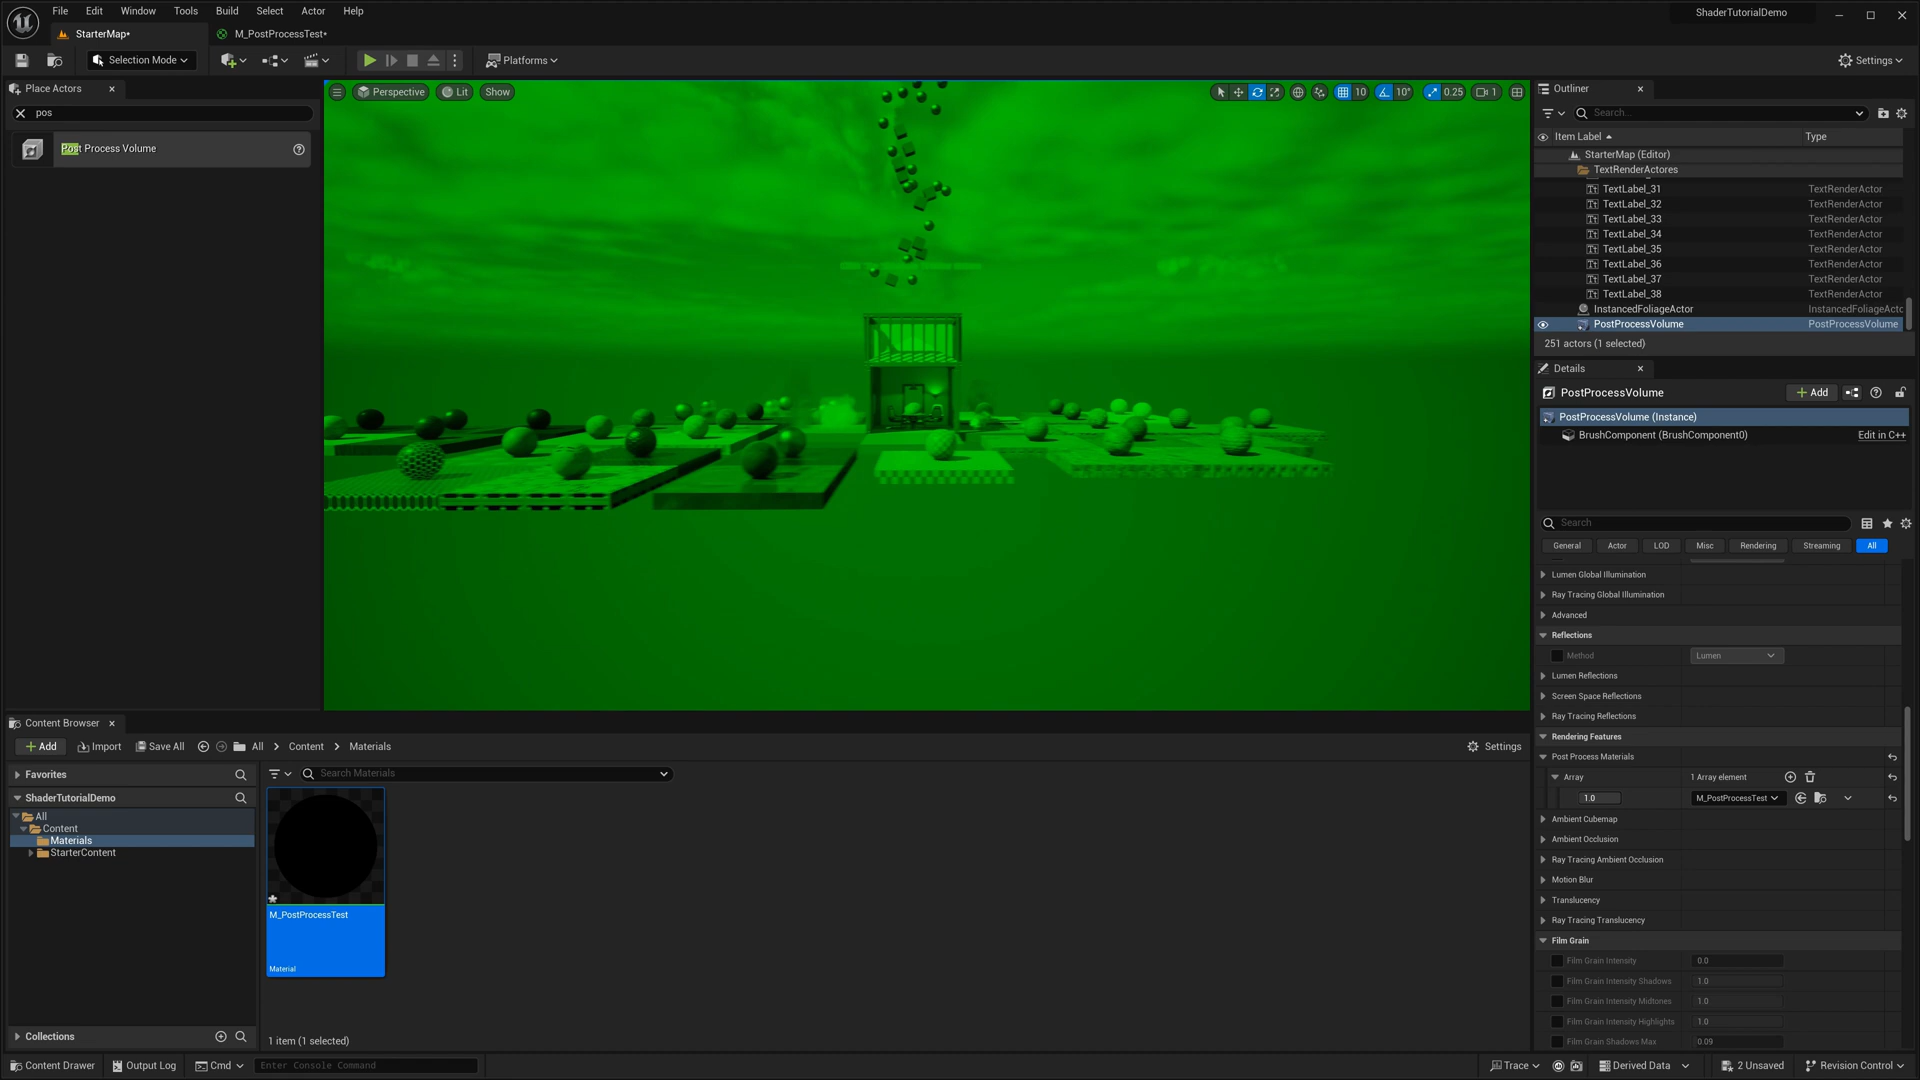 File Edit Window Tools Build Select Actor Help
ShaderTutorialDemo
StarterMap*
M_PostProcessTest*
Selection Mode
Platforms
Settings
Place Actors
pos
Post Process Volume
Perspective
Lit
Show
10
10°
0.25
1
Outliner
Search...
Item Label
Type
StarterMap (Editor)
TextRenderActores
TextLabel_31 TextRenderActor
TextLabel_32 TextRenderActor
TextLabel_33 TextRenderActor
TextLabel_34 TextRenderActor
TextLabel_35 TextRenderActor
TextLabel_36 TextRenderActor
TextLabel_37 TextRenderActor
TextLabel_38 TextRenderActor
InstancedFoliageActor InstancedFoliageActo
PostProcessVolume PostProcessVolume
251 actors (1 selected)
Details
PostProcessVolume
Add
PostProcessVolume (Instance)
BrushComponent (BrushComponent0)
Edit in C++
Search
General Actor LOD Misc Rendering Streaming All
Lumen Global Illumination
Ray Tracing Global Illumination
Advanced
Reflections
Method Lumen
Lumen Reflections
Screen Space Reflections
Ray Tracing Reflections
Rendering Features
Post Process Materials
Array 1 Array element
1.0 M_PostProcessTest
Ambient Cubemap
Ambient Occlusion
Ray Tracing Ambient Occlusion
Motion Blur
Translucency
Ray Tracing Translucency
Film Grain
Film Grain Intensity 0.0
Film Grain Intensity Shadows 1.0
Film Grain Intensity Midtones 1.0
Film Grain Intensity Highlights 1.0
Film Grain Shadows Max 0.09
Content Browser
Add
Import
Save All
All
Content
Materials
Settings
Favorites
Search Materials
ShaderTutorialDemo
All
Content
Materials
StarterContent
M_PostProcessTest
Material
Collections
1 item (1 selected)
Content Drawer
Output Log
Cmd
Enter Console Command
Trace
Derived Data
2 Unsaved
Revision Control